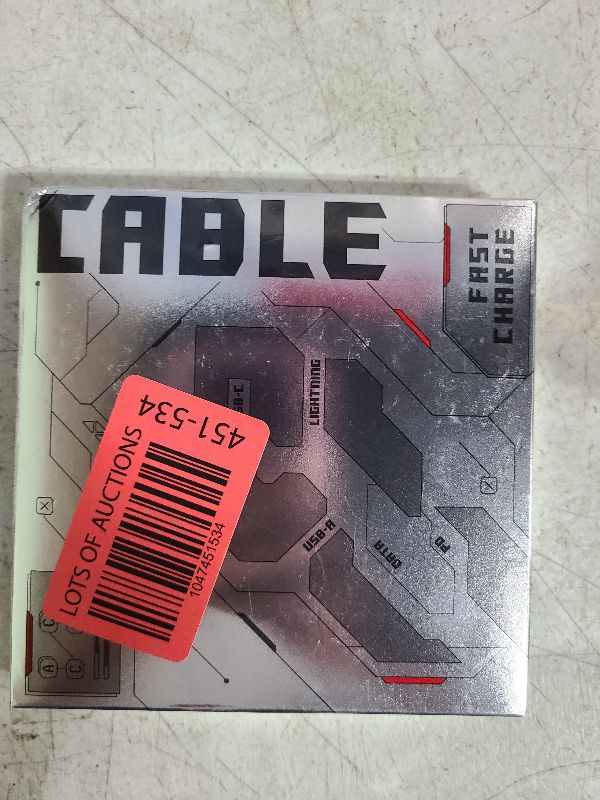 CABLE
FAST
CHARGE
LIGHTNING
USB-A
DATA
PD
X
X
451-534
LOTS OF AUCTIONS
1047451534
A C
C